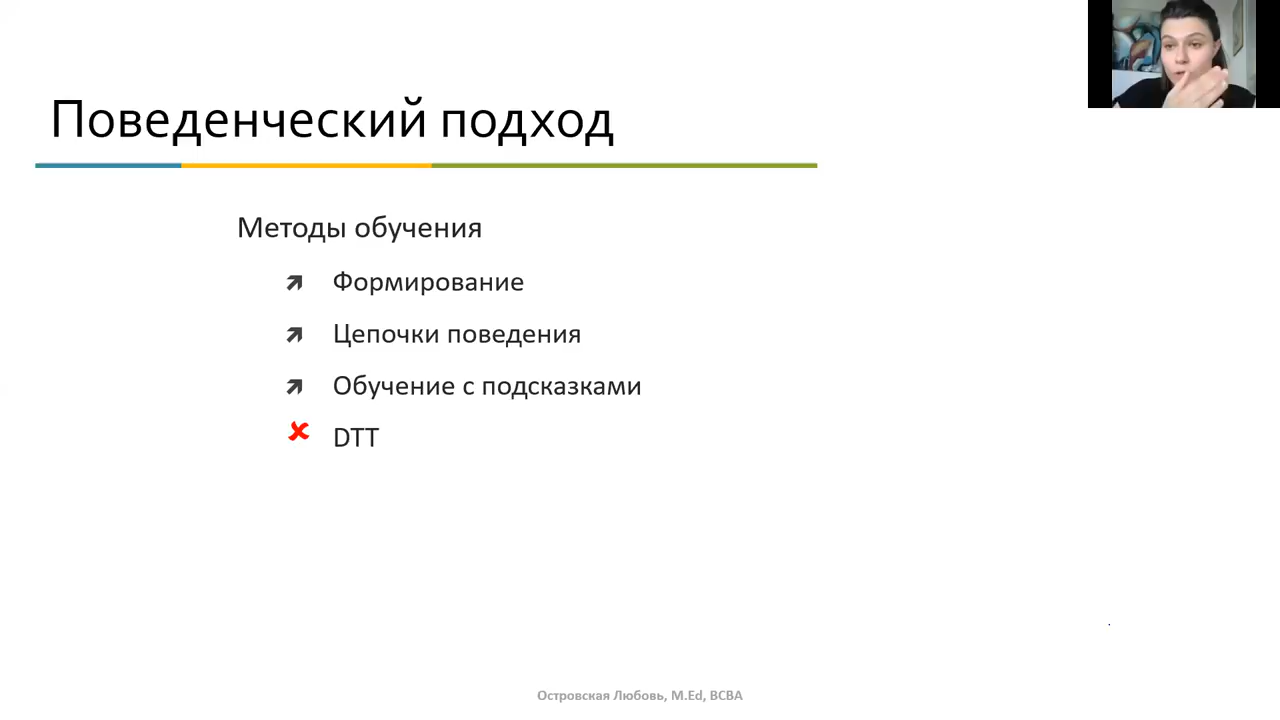 Поведенческий подход
Методы обучения
Формирование
Цепочки поведения
Обучение с подсказками
DTT
Островская Любовь, M.Ed, BCBA